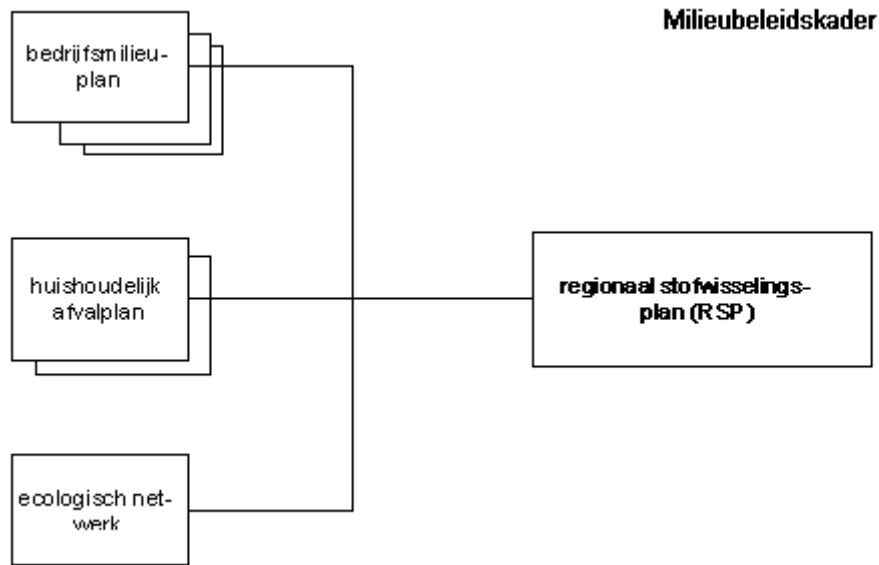 Milieubeleidskader
bedrijfsmilieu-
plan
huishoudelijk
afvalplan
regionaal stofwisselings-
plan (RSP)
ecologisch net-
werk